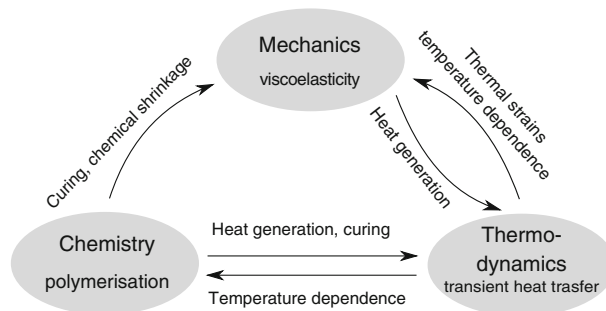 Mechanics
viscoelasticity
Curing, chemical shrinkage
Thermal strains
temperature dependence
Heat generation
Chemistry
polymerisation
Heat generation, curing
Temperature dependence
Thermo-
dynamics
transient heat trasfer